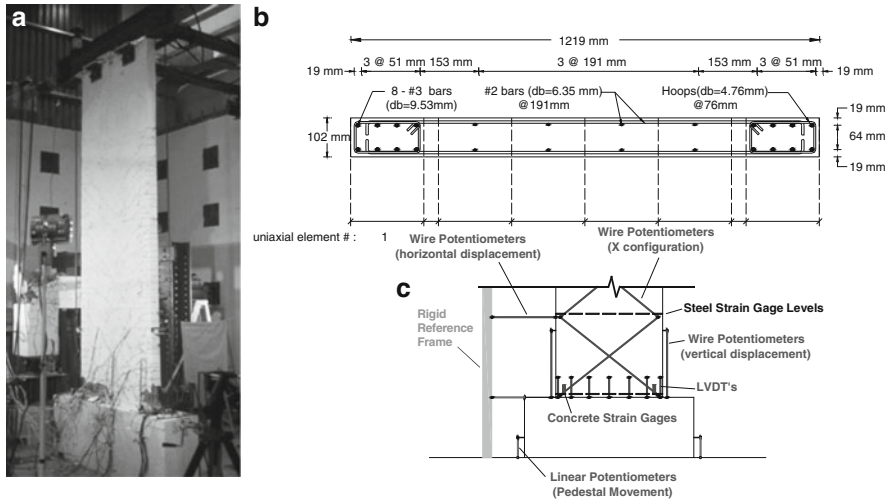 a
b
1219 mm
3 @ 51 mm 153 mm 3 @ 191 mm 153 mm 3 @ 51 mm
19 mm 19 mm
8 - #3 bars
(db=9.53mm)
#2 bars (db=6.35 mm)
@191mm
Hoops(db=4.76mm)
@76mm
19 mm
102 mm
64 mm
19 mm
uniaxial element # : 1
Wire Potentiometers
(horizontal displacement)
Wire Potentiometers
(X configuration)
c
Rigid
Reference
Frame
Steel Strain Gage Levels
Wire Potentiometers
(vertical displacement)
LVDT's
Concrete Strain Gages
Linear Potentiometers
(Pedestal Movement)